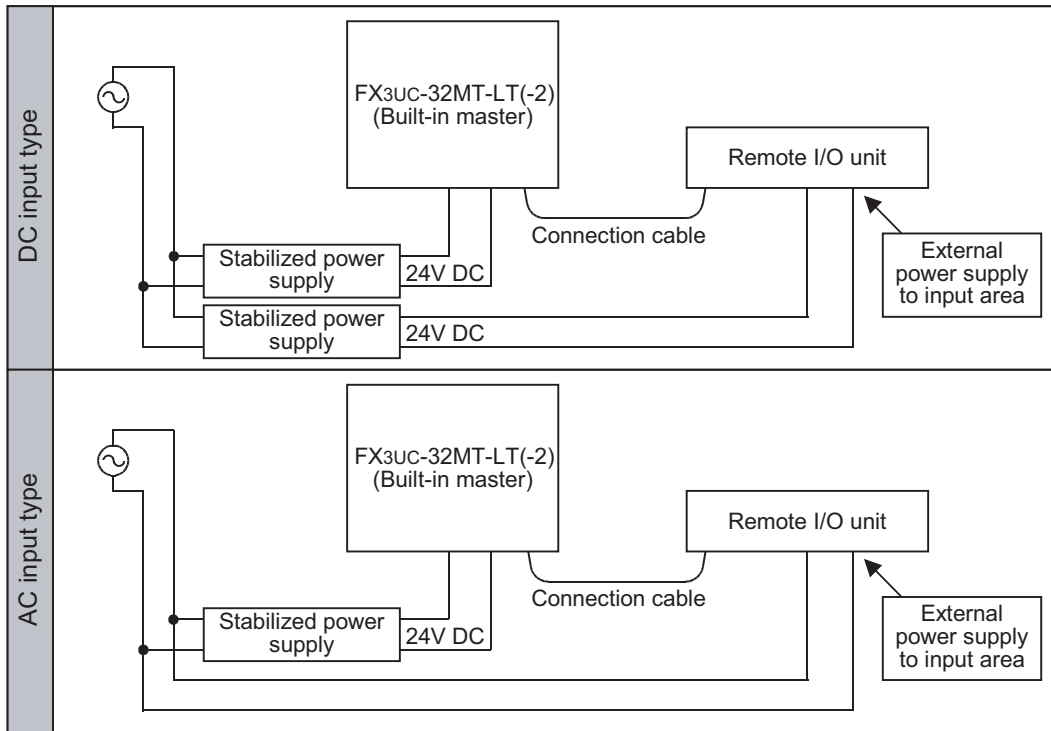 DC input type
FX3UC-32MT-LT(-2)
(Built-in master)
Remote I/O unit
Connection cable
External
power supply
to input area
Stabilized power
supply
24V DC
Stabilized power
supply
24V DC
AC input type
FX3UC-32MT-LT(-2)
(Built-in master)
Remote I/O unit
Connection cable
External
power supply
to input area
Stabilized power
supply
24V DC